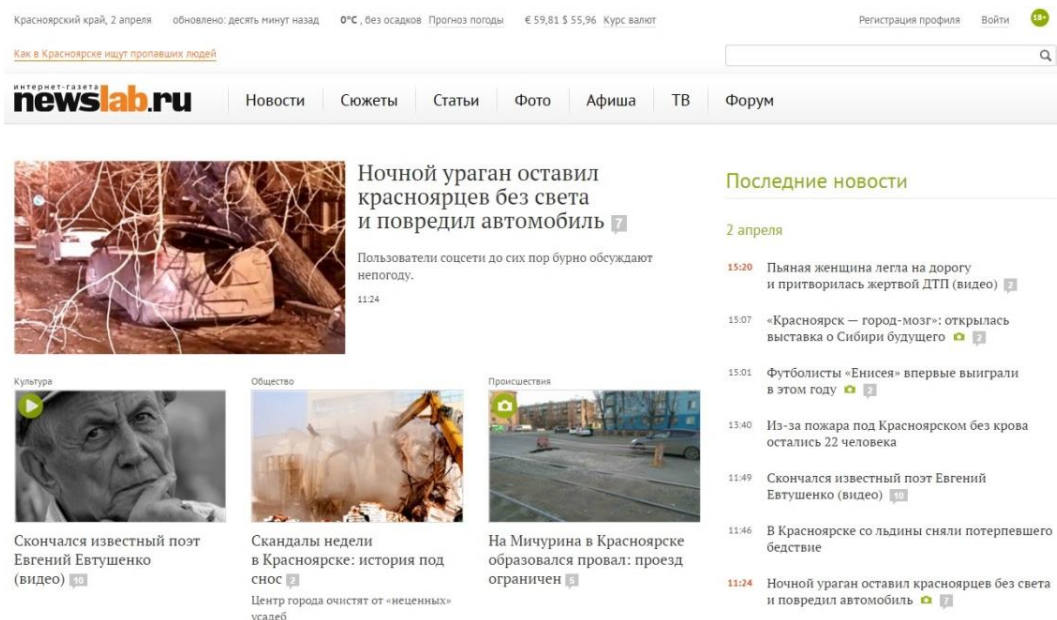 Красноярский край, 2 апреля обновлено: десять минут назад 0°C , без осадков Прогноз погоды € 59,81 $ 55,96 Курс валют Регистрация профиля Войти 18+
Как в Красноярске ищут пропавших людей
интернет-газета
newslab.ru
Новости Сюжеты Статьи Фото Афиша ТВ Форум
Ночной ураган оставил
красноярцев без света
и повредил автомобиль 7
Пользователи соцсети до сих пор бурно обсуждают
непогоду.
11:24
Культура
Скончался известный поэт
Евгений Евтушенко
(видео) 10
Общество
Скандалы недели
в Красноярске: история под
снос 2
Центр города очистят от «неценных»
усадеб
Происшествия
На Мичурина в Красноярске
образовался провал: проезд
ограничен 5
Последние новости
2 апреля
15:20 Пьяная женщина легла на дорогу
и притворилась жертвой ДТП (видео) 2
15:07 «Красноярск — город-мозг»: открылась
выставка о Сибири будущего 2
15:01 Футболисты «Енисея» впервые выиграли
в этом году 2
13:40 Из-за пожара под Красноярском без крова
остались 22 человека
11:49 Скончался известный поэт Евгений
Евтушенко (видео) 10
11:46 В Красноярске со льдины сняли потерпевшего
бедствие
11:24 Ночной ураган оставил красноярцев без света
и повредил автомобиль 7